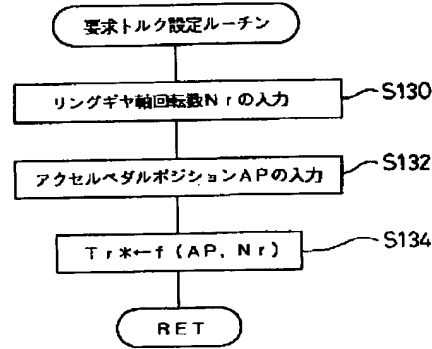 要求トルク設定ルーチン
リングギヤ軸回転数Nrの入力
S130
アクセルペダルポジションAPの入力
S132
Tr*←f(AP, Nr)
S134
RET